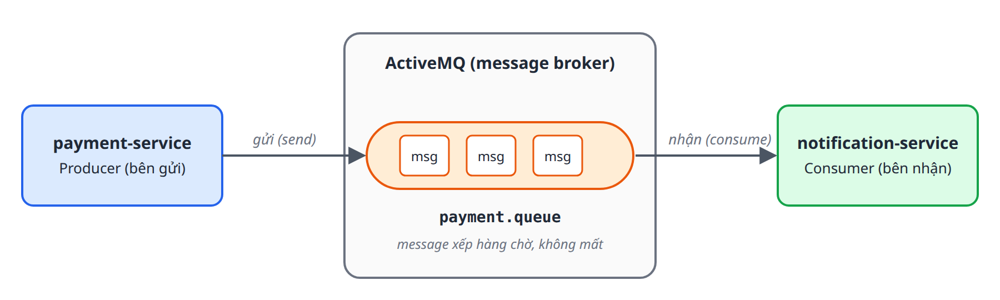 ActiveMQ (message broker)
payment-service
Producer (bên gửi)
gửi (send)
msg
msg
msg
payment.queue
message xếp hàng chờ, không mất
nhận (consume)
notification-service
Consumer (bên nhận)